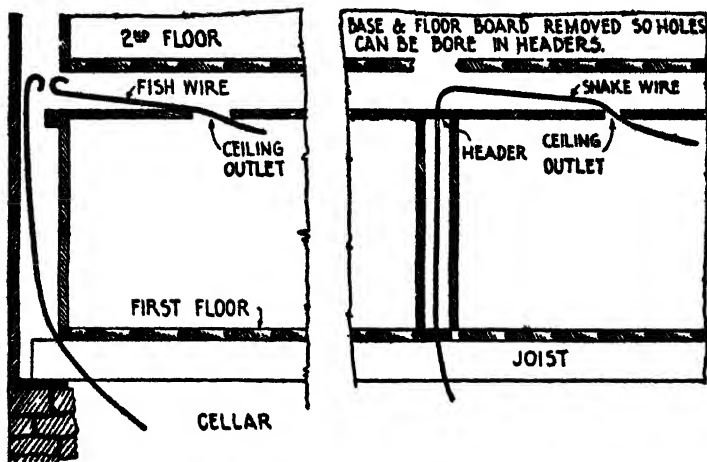 2ND FLOOR
FISH WIRE
CEILING
OUTLET
FIRST FLOOR
CELLAR
BASE & FLOOR BOARD REMOVED SO HOLES
CAN BE BORE IN HEADERS.
SNAKE WIRE
HEADER
CEILING
OUTLET
JOIST